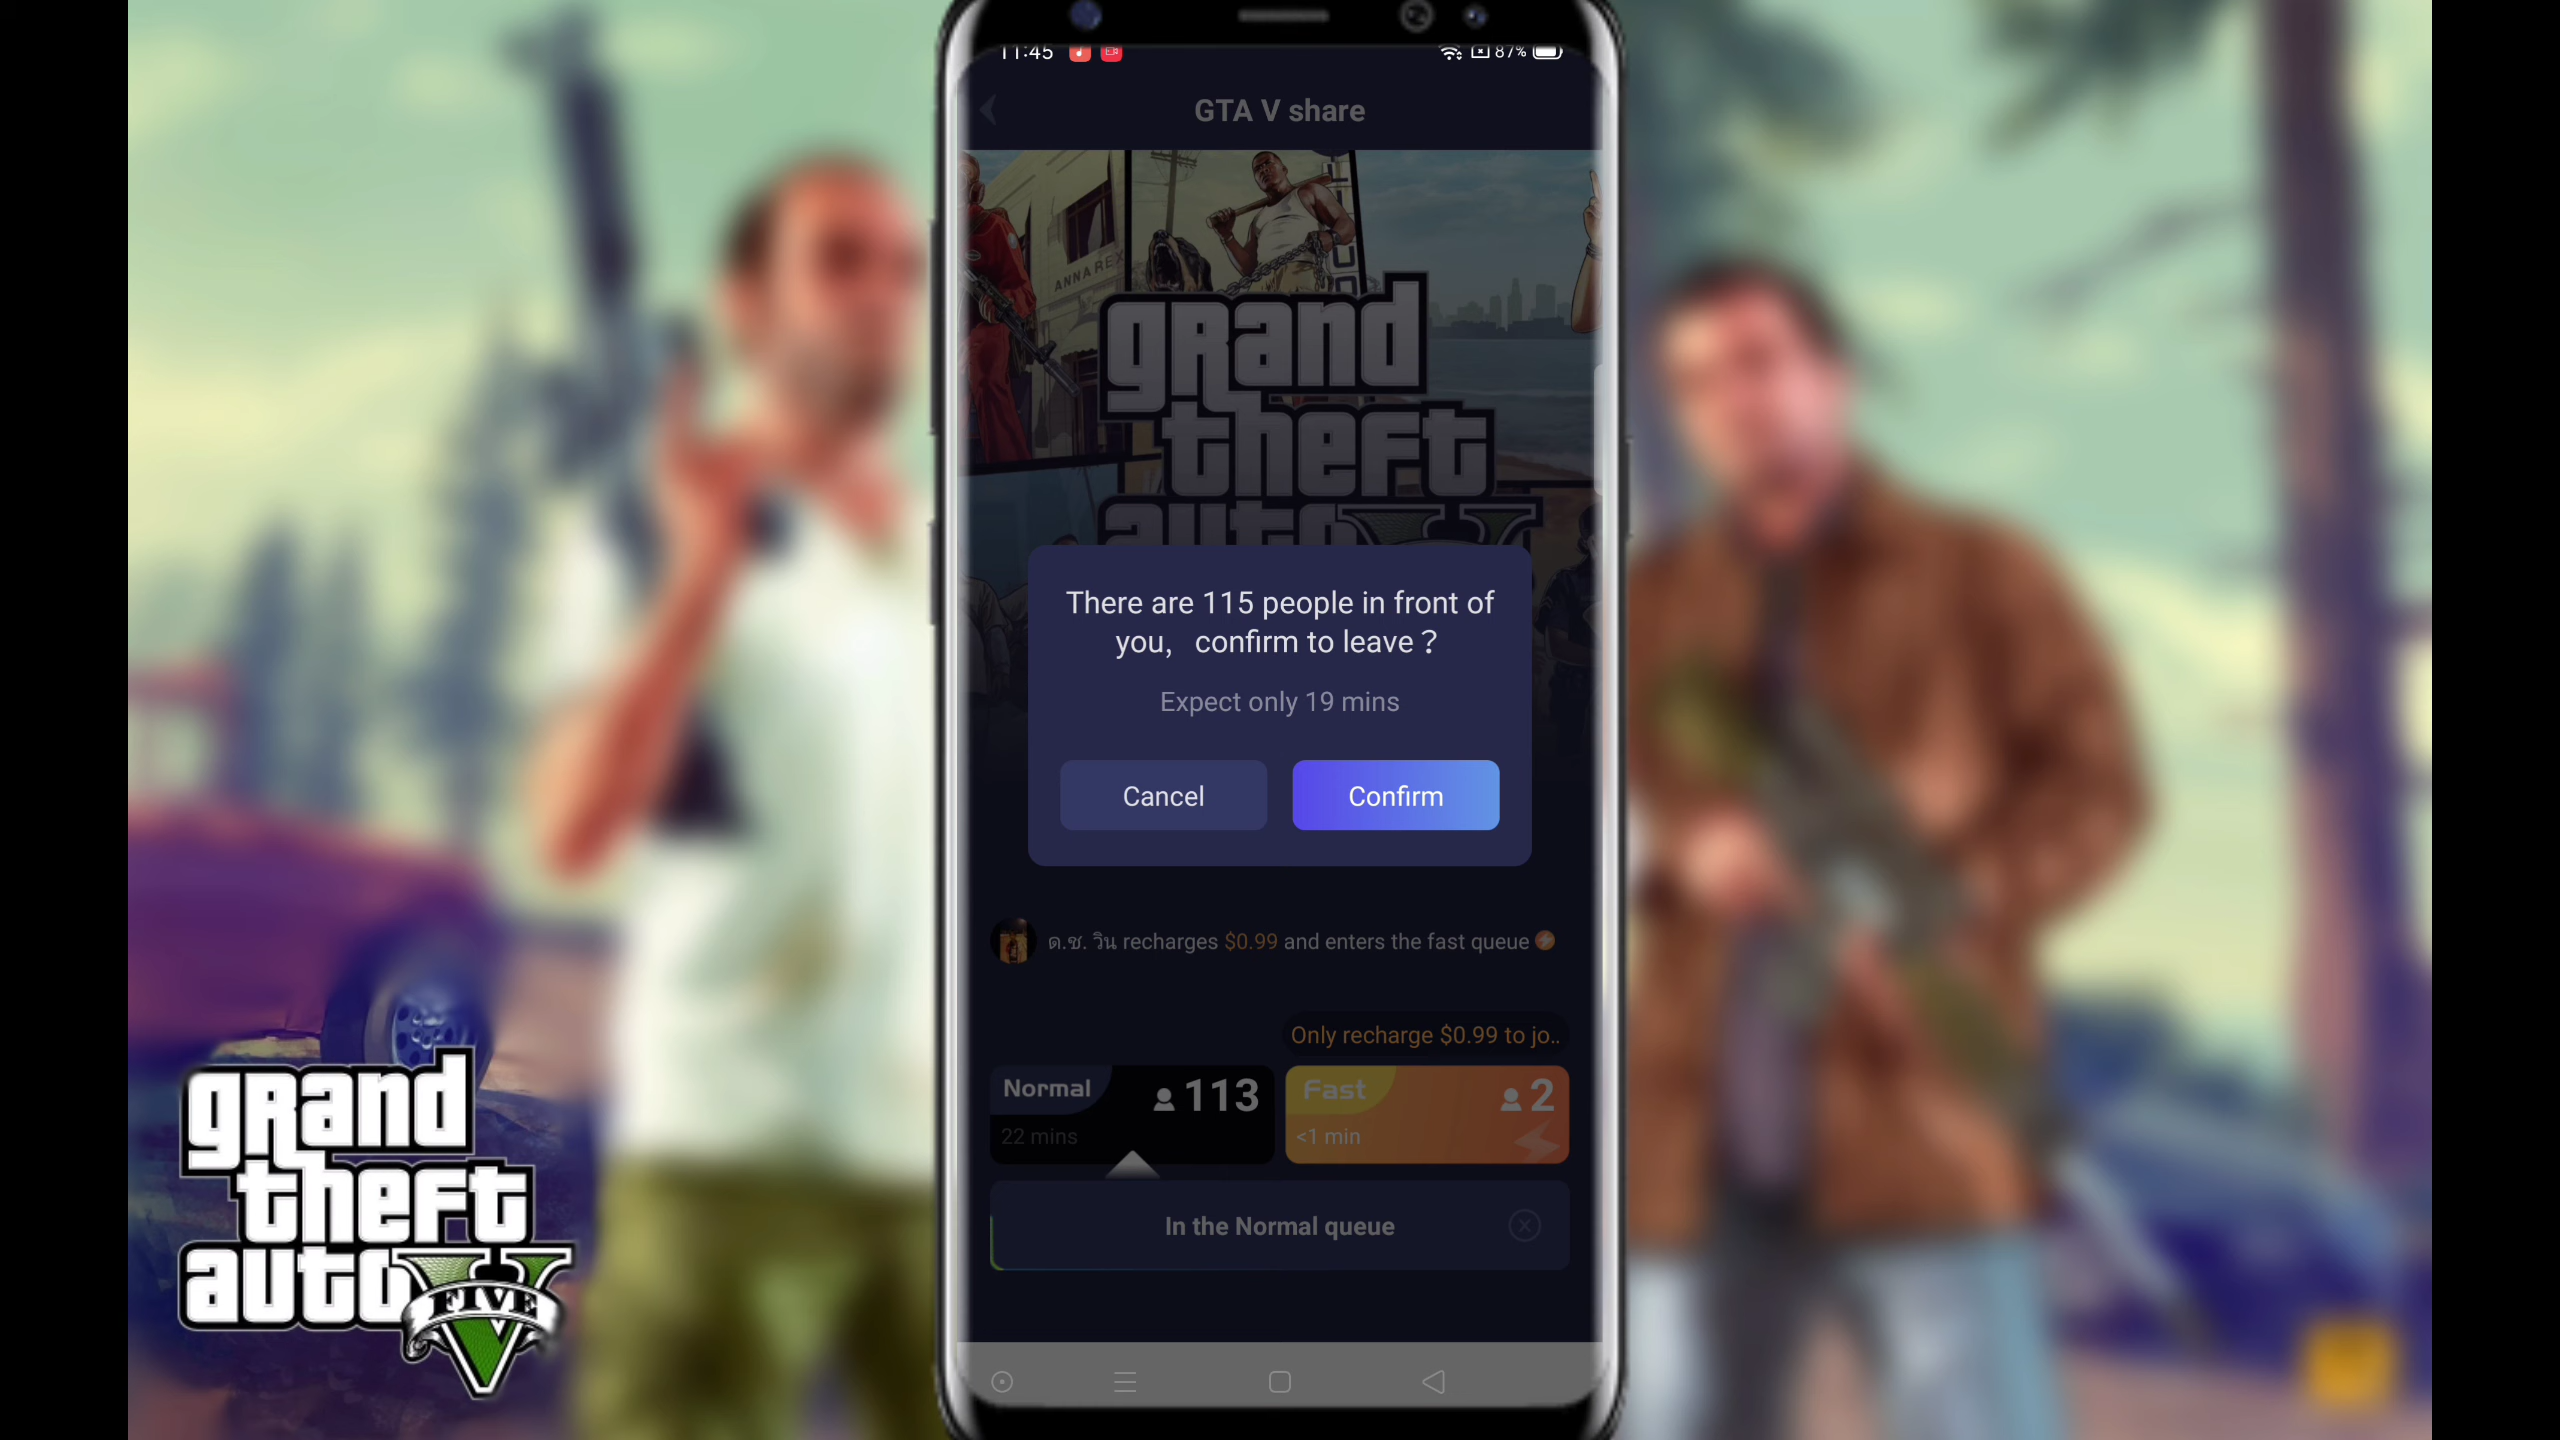 11:45
87%
GTA V share
ANNA REX
grand
theft
auto
There are 115 people in front of
you, confirm to leave？
Expect only 19 mins
Cancel
Confirm
ด.ช. วิน recharges $0.99 and enters the fast queue
Only recharge $0.99 to jo..
Normal
113
22 mins
Fast
2
<1 min
In the Normal queue
grand
theft
auto
V
FIVE